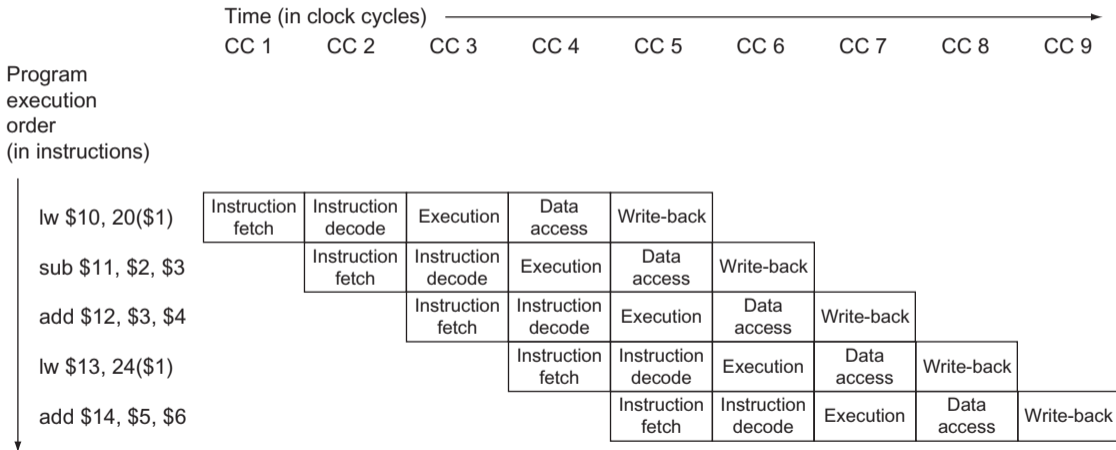 Time (in clock cycles)
CC 1 CC 2 CC 3 CC 4 CC 5 CC 6 CC 7 CC 8 CC 9
Program
execution
order
(in instructions)
lw $10, 20($1)
Instruction fetch
Instruction decode
Execution
Data access
Write-back
sub $11, $2, $3
Instruction fetch
Instruction decode
Execution
Data access
Write-back
add $12, $3, $4
Instruction fetch
Instruction decode
Execution
Data access
Write-back
lw $13, 24($1)
Instruction fetch
Instruction decode
Execution
Data access
Write-back
add $14, $5, $6
Instruction fetch
Instruction decode
Execution
Data access
Write-back